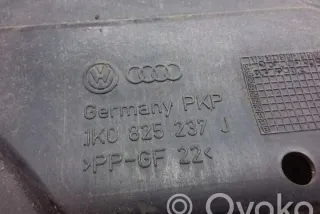 Germany PKP
1K0 825 237 J
>PP-GF 22<
Ovoko